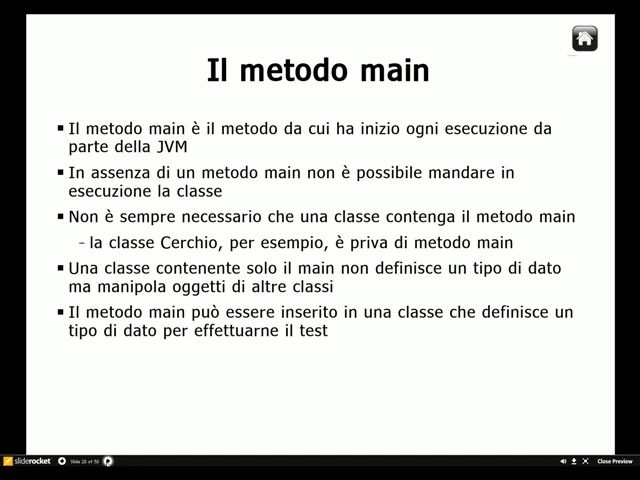 Il metodo main
▪ Il metodo main è il metodo da cui ha inizio ogni esecuzione da
parte della JVM
▪ In assenza di un metodo main non è possibile mandare in
esecuzione la classe
▪ Non è sempre necessario che una classe contenga il metodo main
- la classe Cerchio, per esempio, è priva di metodo main
▪ Una classe contenente solo il main non definisce un tipo di dato
ma manipola oggetti di altre classi
▪ Il metodo main può essere inserito in una classe che definisce un
tipo di dato per effettuarne il test
sliderocket Slide 20 of 50 Close Preview